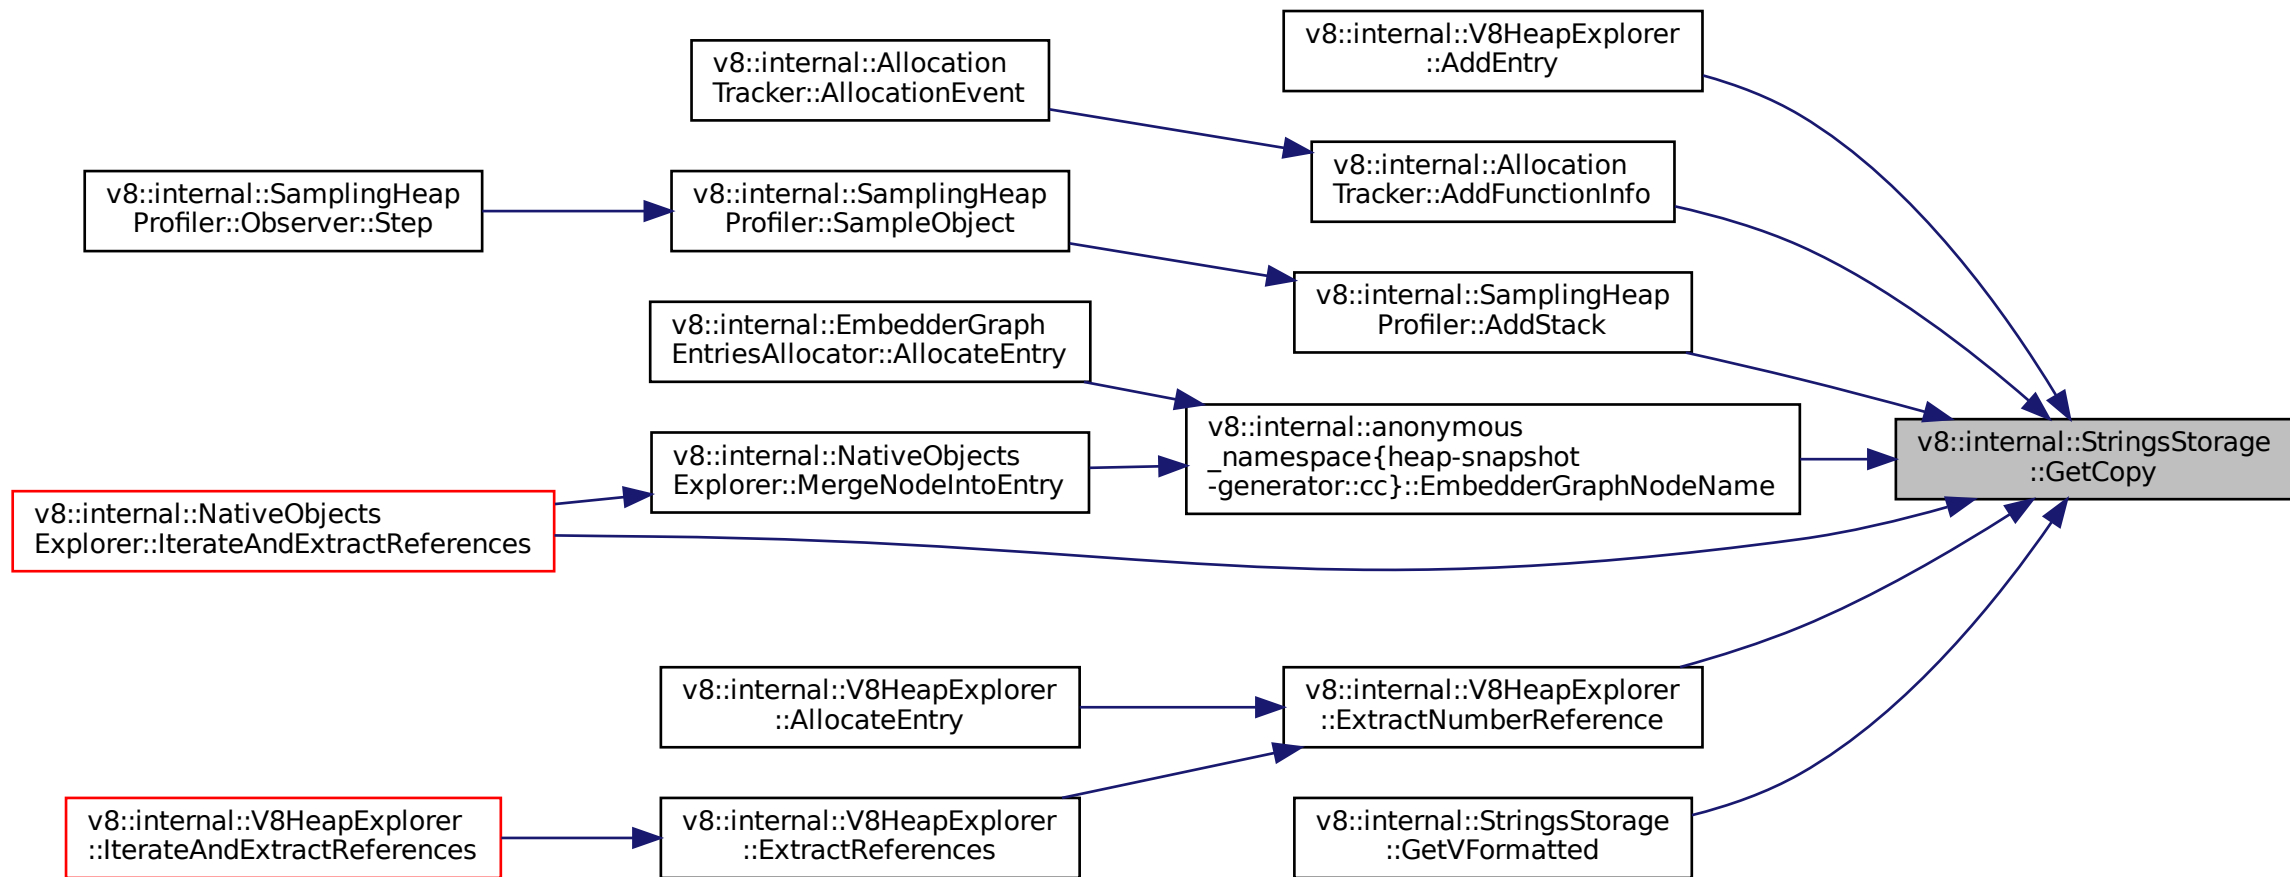 v8::internal::V8HeapExplorer
::AddEntry
v8::internal::Allocation
Tracker::AllocationEvent
v8::internal::Allocation
Tracker::AddFunctionInfo
v8::internal::SamplingHeap
Profiler::Observer::Step
v8::internal::SamplingHeap
Profiler::SampleObject
v8::internal::SamplingHeap
Profiler::AddStack
v8::internal::EmbedderGraph
EntriesAllocator::AllocateEntry
v8::internal::anonymous
_namespace{heap-snapshot
-generator::cc}::EmbedderGraphNodeName
v8::internal::StringsStorage
::GetCopy
v8::internal::NativeObjects
Explorer::MergeNodeIntoEntry
v8::internal::NativeObjects
Explorer::IterateAndExtractReferences
v8::internal::V8HeapExplorer
::AllocateEntry
v8::internal::V8HeapExplorer
::ExtractNumberReference
v8::internal::V8HeapExplorer
::IterateAndExtractReferences
v8::internal::V8HeapExplorer
::ExtractReferences
v8::internal::StringsStorage
::GetVFormatted